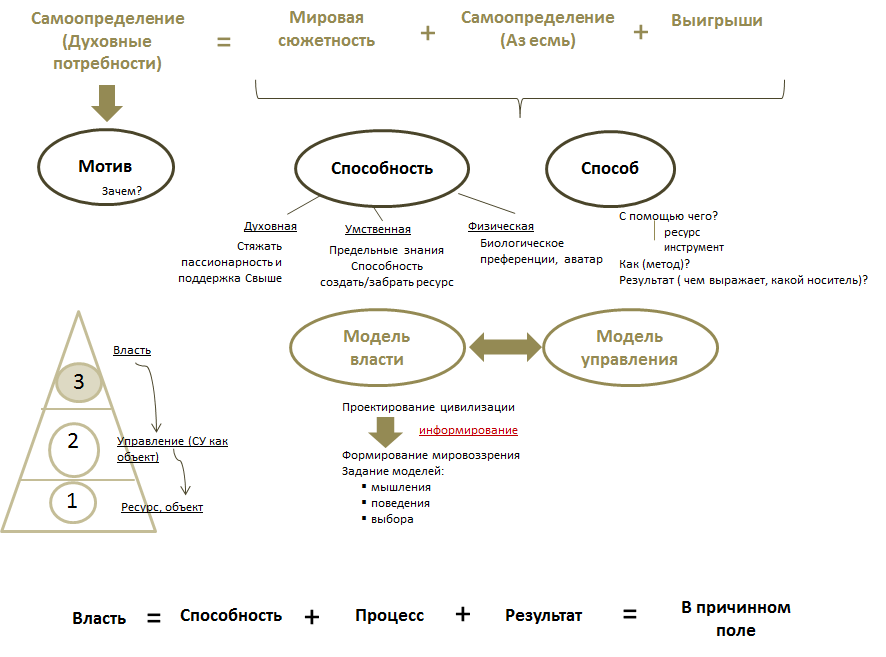 Самоопределение
(Духовные
потребности)
=
Мировая
сюжетность
+
Самоопределение
(Аз есмь)
+
Выигрыши
Мотив
Зачем?
Способность
Способ
Духовная
Стяжать
пассионарность и
поддержка Свыше
Умственная
Предельные знания
Способность
создать/забрать ресурс
Физическая
Биологическое
преференции, аватар
С помощью чего?
ресурс
инструмент
Как (метод)?
Результат ( чем выражает, какой носитель)?
Модель
власти
Модель
управления
3
2
1
Власть
Управление (СУ как
объект)
Ресурс, объект
Проектирование цивилизации
информирование
Формирование мировоззрения
Задание моделей:
▪ мышления
▪ поведения
▪ выбора
Власть = Способность + Процесс + Результат = В причинном
поле